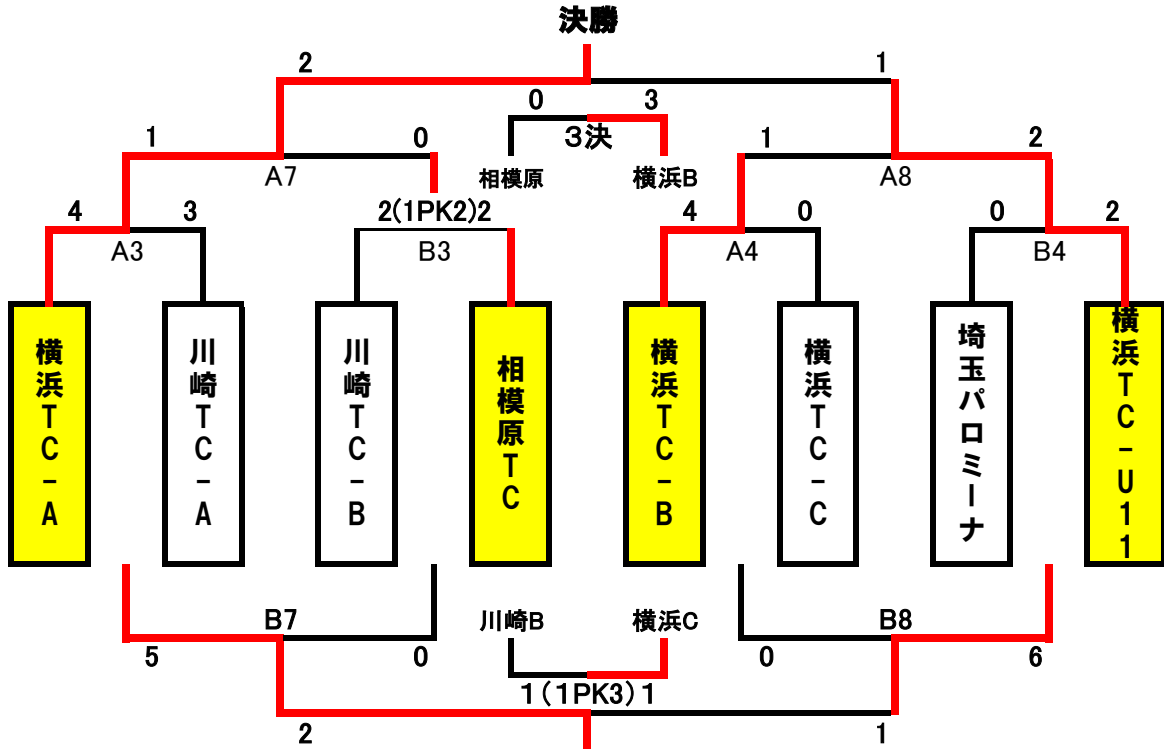 決勝
2 1
0 3
3決
1 0 1 2
A7 相模原 横浜B A8
4 3 2(1PK2)2 4 0 0 2
A3 B3 A4 B4
横浜TC-A
川崎TC-A
川崎TC-B
相模原TC
横浜TC-B
横浜TC-C
埼玉パロミーナ
横浜TC-U11
B7 川崎B 横浜C B8
5 0 0 6
1(1PK3)1
2 1